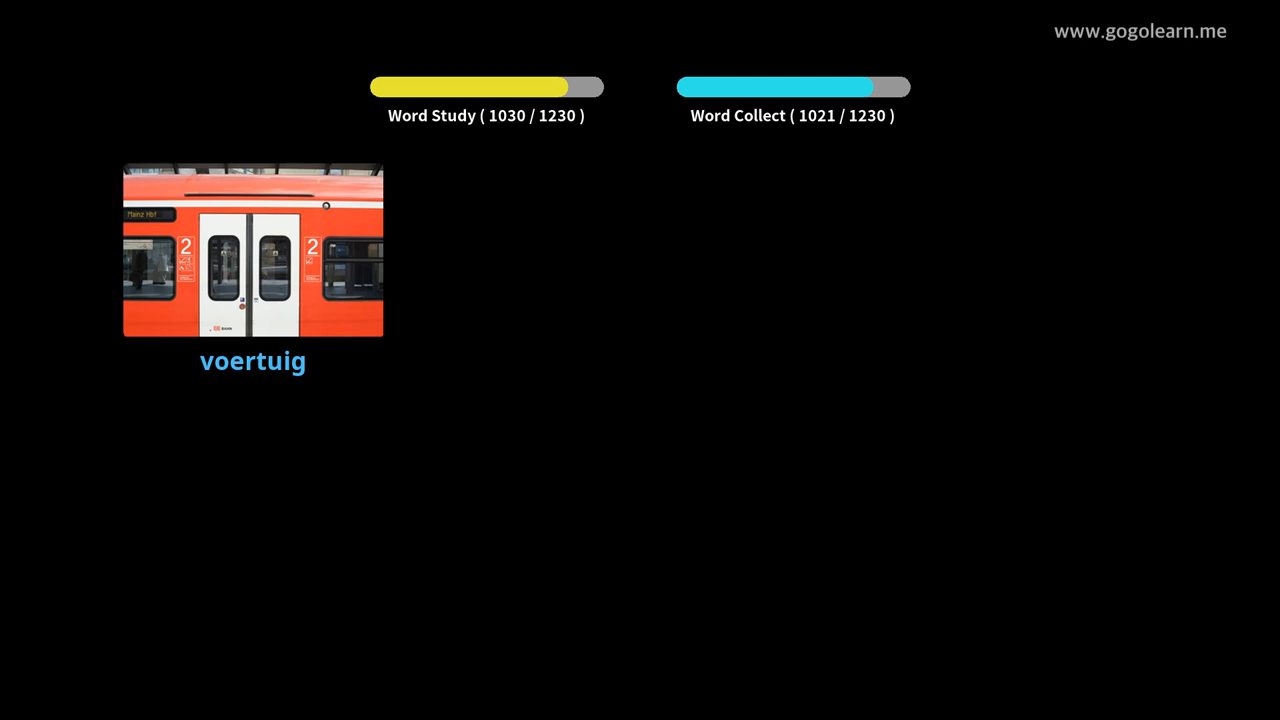 www.gogolearn.me
Word Study ( 1030 / 1230 )
Word Collect ( 1021 / 1230 )
Mainz Hbf
2
2
voertuig